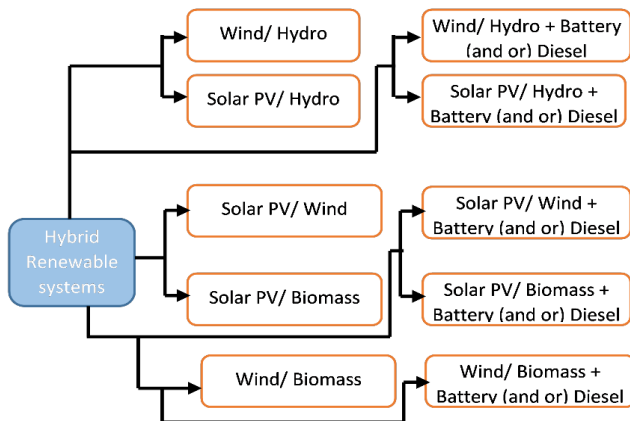 Wind/ Hydro
Solar PV/ Hydro
Wind/ Hydro + Battery
(and or) Diesel
Solar PV/ Hydro +
Battery (and or) Diesel
Hybrid
Renewable
systems
Solar PV/ Wind
Solar PV/ Biomass
Solar PV/ Wind +
Battery (and or) Diesel
Solar PV/ Biomass +
Battery (and or) Diesel
Wind/ Biomass
Wind/ Biomass +
Battery (and or) Diesel